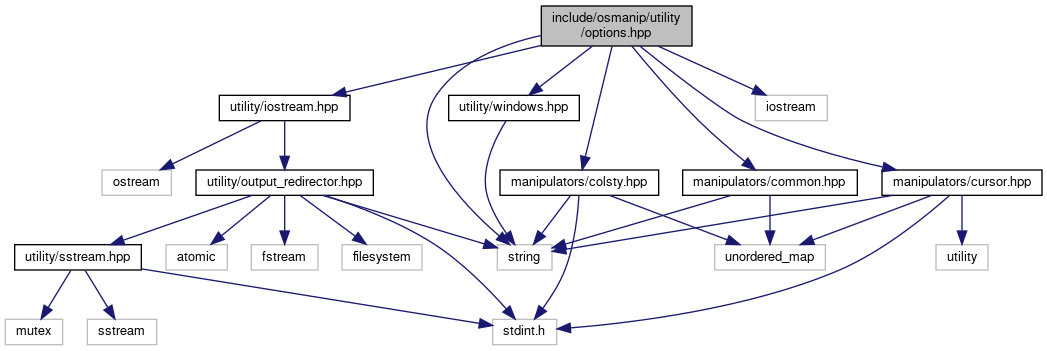 include/osmanip/utility
/options.hpp
utility/iostream.hpp
utility/windows.hpp
iostream
ostream
utility/output_redirector.hpp
manipulators/colsty.hpp
manipulators/common.hpp
manipulators/cursor.hpp
utility/sstream.hpp
atomic
fstream
filesystem
string
unordered_map
utility
mutex
sstream
stdint.h